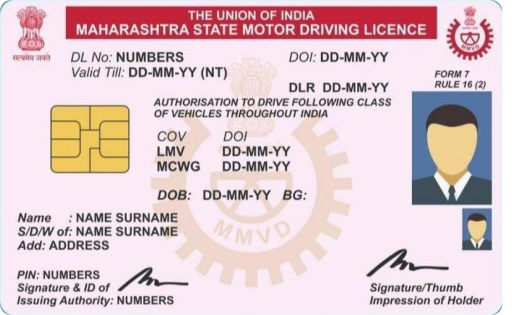 THE UNION OF INDIA
MAHARASHTRA STATE MOTOR DRIVING LICENCE
सत्यमेव जयते
MMVD
DL No: NUMBERS DOI: DD-MM-YY
Valid Till: DD-MM-YY (NT)
FORM 7
RULE 16 (2)
DLR DD-MM-YY
AUTHORISATION TO DRIVE FOLLOWING CLASS
OF VEHICLES THROUGHOUT INDIA
COV DOI
LMV DD-MM-YY
MCWG DD-MM-YY
DOB: DD-MM-YY BG:
MMVD
Name : NAME SURNAME
S/D/W of: NAME SURNAME
Add: ADDRESS
PIN: NUMBERS
Signature & ID of
Issuing Authority: NUMBERS
Signature/Thumb
Impression of Holder